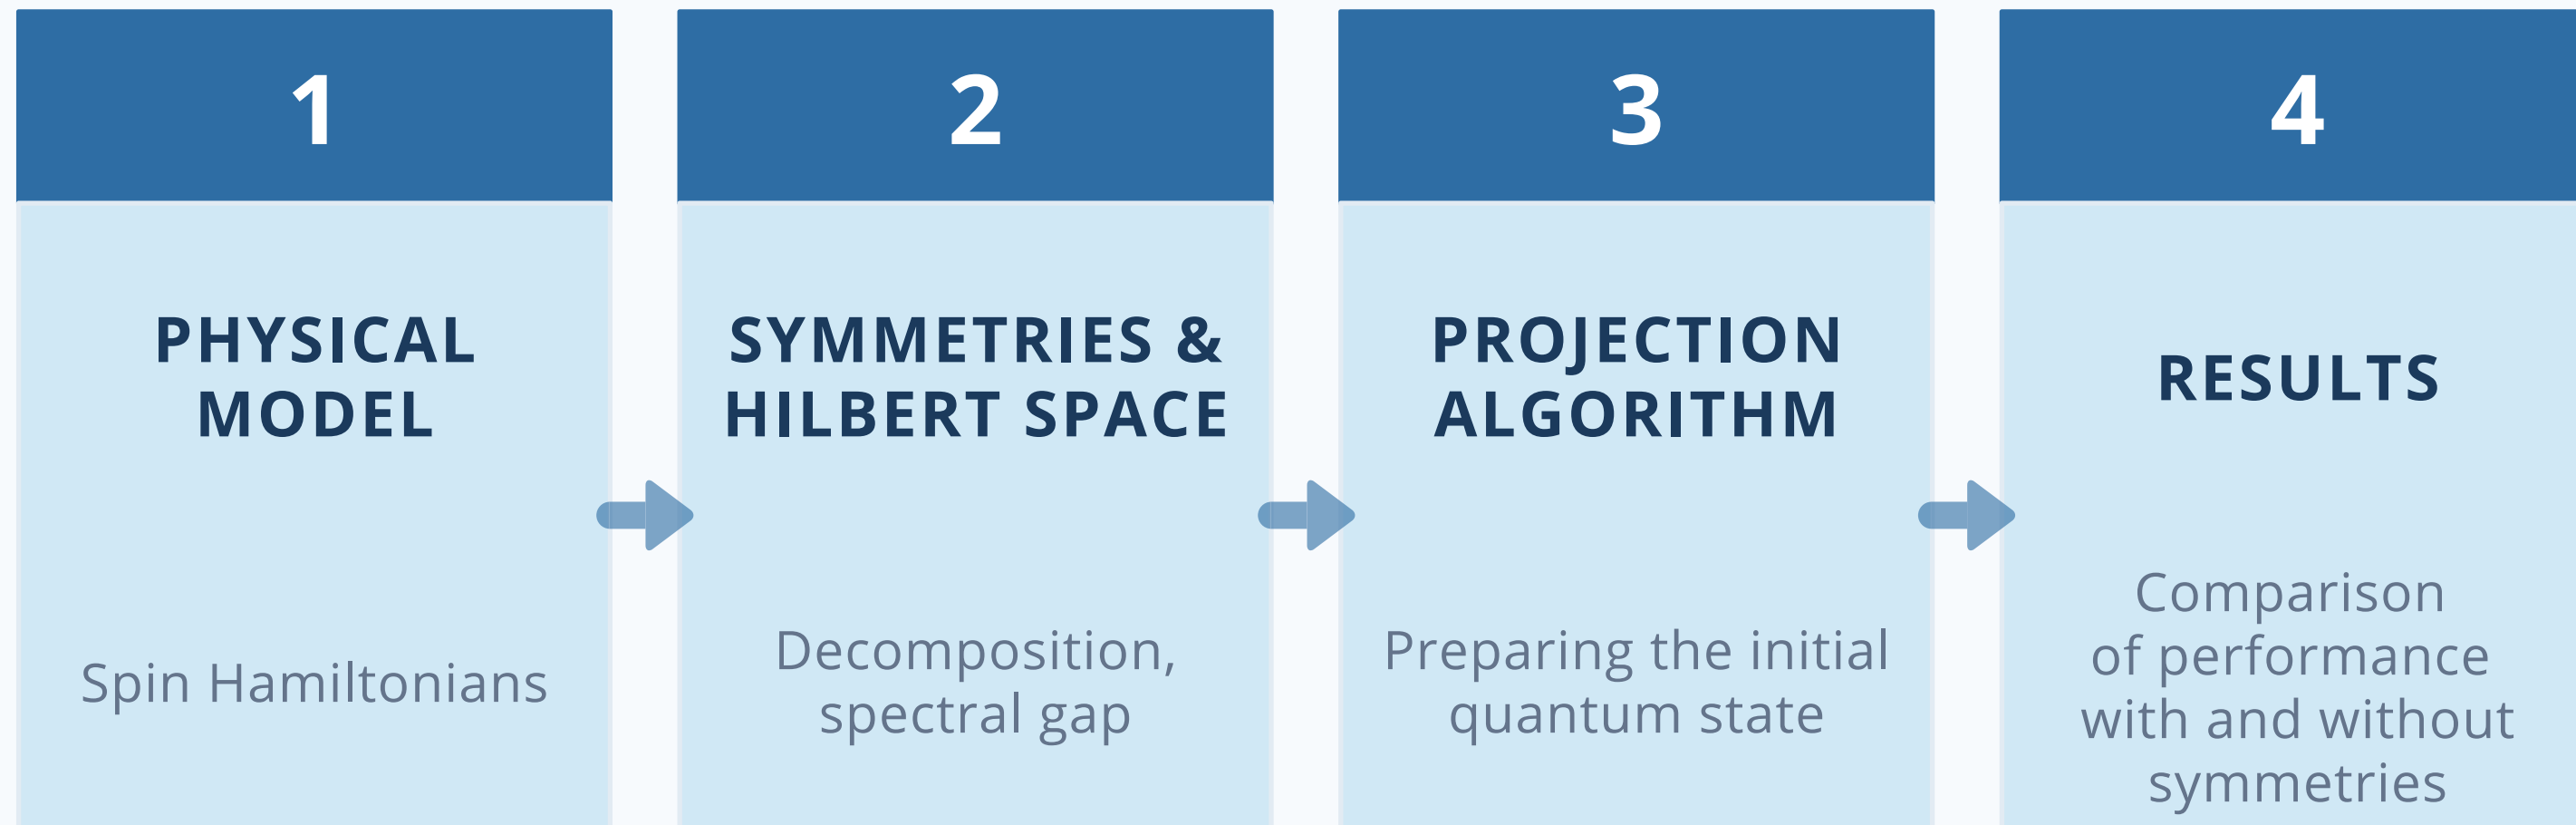 1
PHYSICAL
MODEL
Spin Hamiltonians
2
SYMMETRIES &
HILBERT SPACE
Decomposition,
spectral gap
3
PROJECTION
ALGORITHM
Preparing the initial
quantum state
4
RESULTS
Comparison
of performance
with and without
symmetries